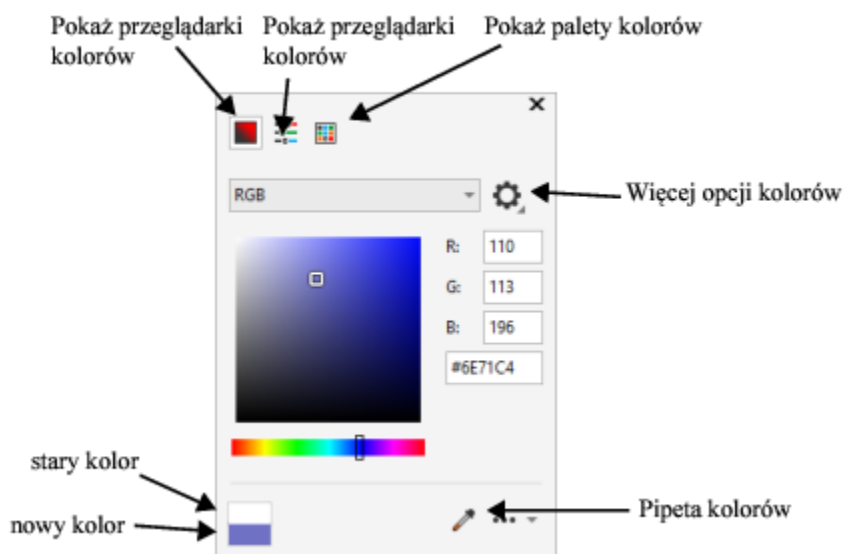 Pokaż przeglądarki
kolorów
Pokaż przeglądarki
kolorów
Pokaż palety kolorów
RGB
Więcej opcji kolorów
R: 110
G: 113
B: 196
#6E71C4
stary kolor
nowy kolor
Pipeta kolorów